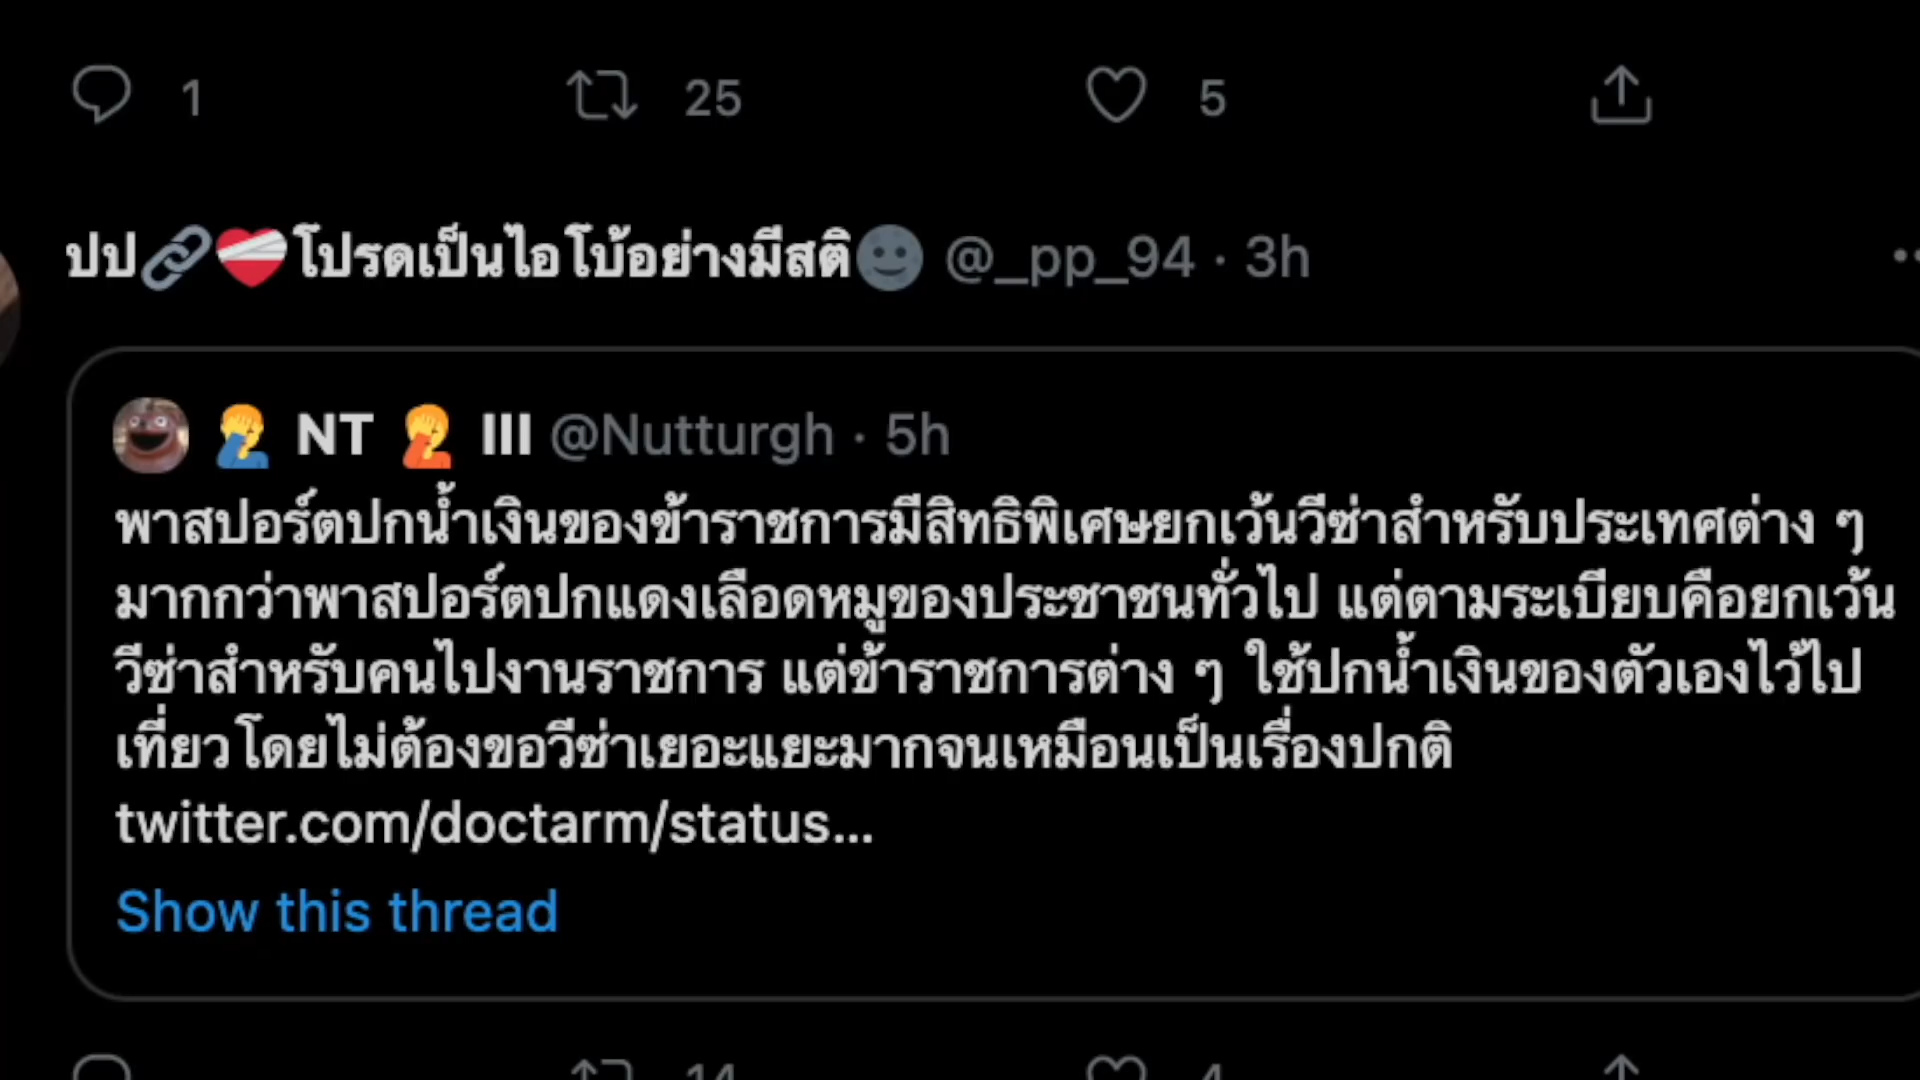 1 25 5
ปป🔗❤️‍🩹โปรดเป็นไอโบ้อย่างมีสติ🌚 @_pp_94 · 3h
🤦‍♂️ NT 🤦‍♂️ III @Nutturgh · 5h
พาสปอร์ตปกน้ำเงินของข้าราชการมีสิทธิพิเศษยกเว้นวีซ่าสำหรับประเทศต่าง ๆ
มากกว่าพาสปอร์ตปกแดงเลือดหมูของประชาชนทั่วไป แต่ตามระเบียบคือยกเว้น
วีซ่าสำหรับคนไปงานราชการ แต่ข้าราชการต่าง ๆ ใช้ปกน้ำเงินของตัวเองไว้ไป
เที่ยวโดยไม่ต้องขอวีซ่าเยอะแยะมากจนเหมือนเป็นเรื่องปกติ
twitter.com/doctarm/status...
Show this thread
14 4